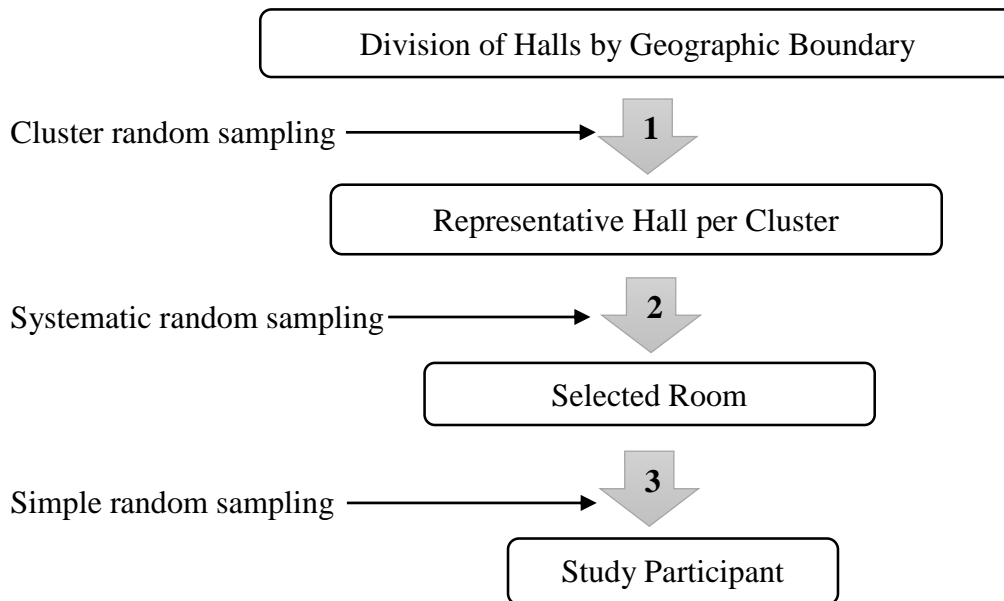 Division of Halls by Geographic Boundary
Cluster random sampling
1
Representative Hall per Cluster
Systematic random sampling
2
Selected Room
Simple random sampling
3
Study Participant